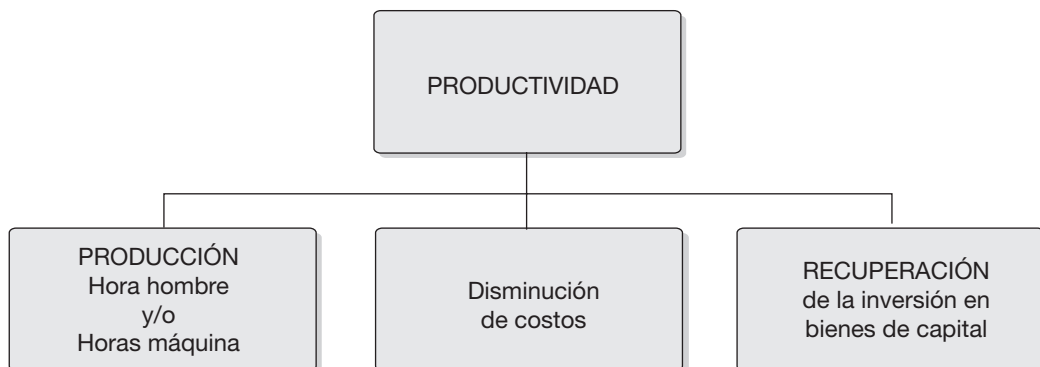 PRODUCTIVIDAD
PRODUCCIÓN
Hora hombre
y/o
Horas máquina
Disminución
de costos
RECUPERACIÓN
de la inversión en
bienes de capital